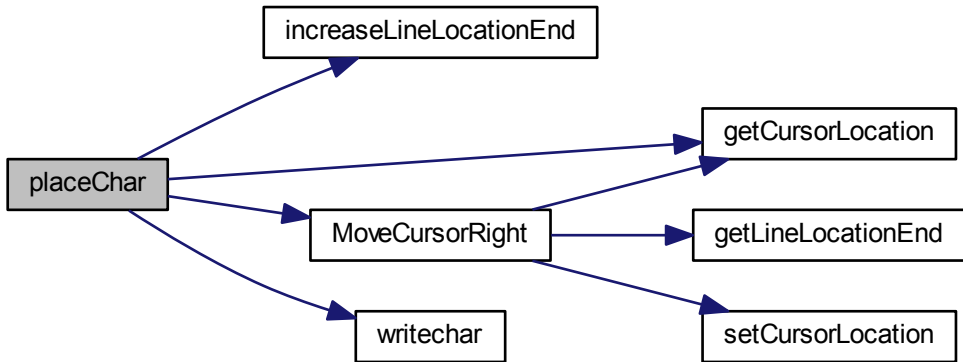 increaseLineLocationEnd
getCursorLocation
placeChar
MoveCursorRight
getLineLocationEnd
writechar
setCursorLocation